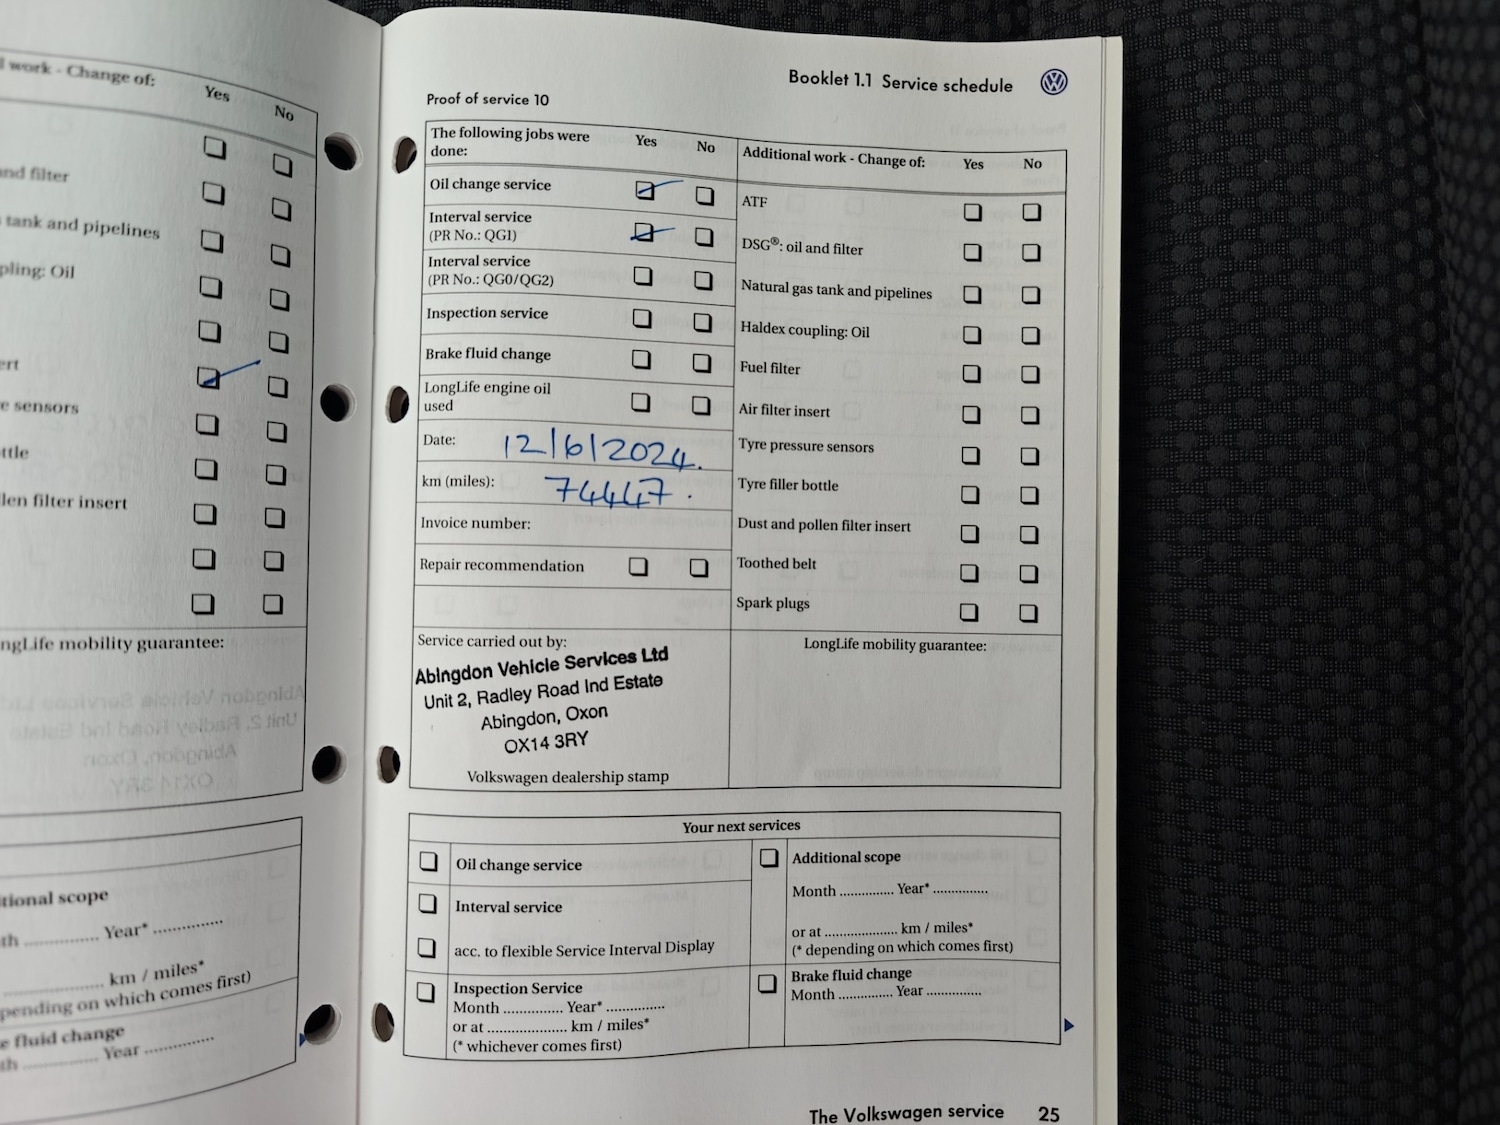 l work - Change of:
Yes
No
and filter
tank and pipelines
pling: Oil
ert
e sensors
ttle
len filter insert
ngLife mobility guarantee:
tional scope
th .............. Year* ..............
.................... km / miles*
pending on which comes first)
e fluid change
th .............. Year ..............
Booklet 1.1 Service schedule
Proof of service 10
The following jobs were
done:
Yes
No
Oil change service
Interval service
(PR No.: QG1)
Interval service
(PR No.: QG0/QG2)
Inspection service
Brake fluid change
LongLife engine oil
used
Date: 12/6/2024.
km (miles): 74447.
Invoice number:
Repair recommendation
Service carried out by:
Abingdon Vehicle Services Ltd
Unit 2, Radley Road Ind Estate
Abingdon, Oxon
OX14 3RY
Volkswagen dealership stamp
Additional work - Change of:
Yes
No
ATF
DSG®: oil and filter
Natural gas tank and pipelines
Haldex coupling: Oil
Fuel filter
Air filter insert
Tyre pressure sensors
Tyre filler bottle
Dust and pollen filter insert
Toothed belt
Spark plugs
LongLife mobility guarantee:
Your next services
Oil change service
Interval service
acc. to flexible Service Interval Display
Inspection Service
Month .............. Year* ..............
or at .................... km / miles*
(* whichever comes first)
Additional scope
Month .............. Year* ..............
or at .................... km / miles*
(* depending on which comes first)
Brake fluid change
Month .............. Year ..............
The Volkswagen service 25